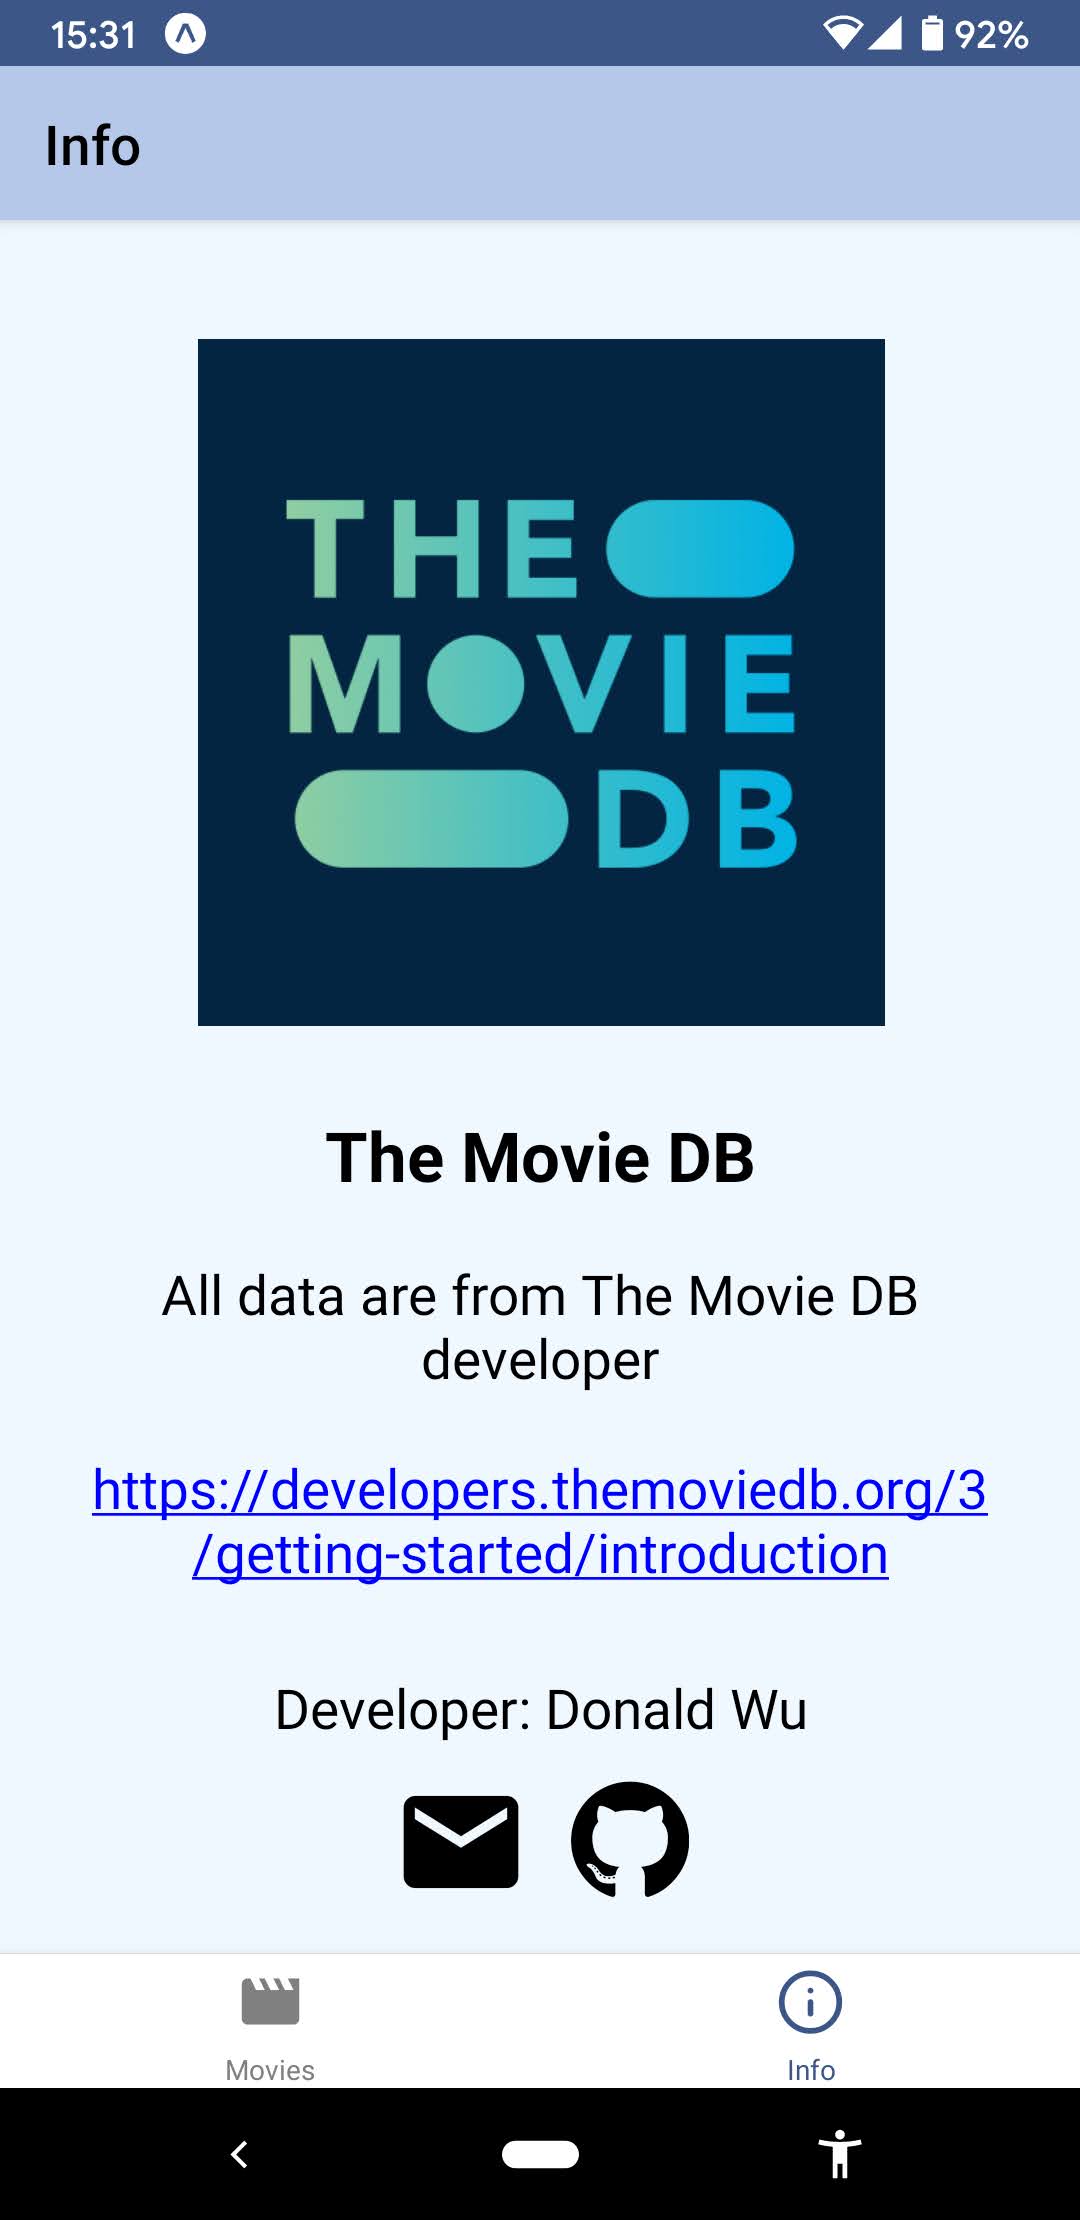 15:31
92%
Info
THE
MOVIE
DB
The Movie DB
All data are from The Movie DB
developer
https://developers.themoviedb.org/3
/getting-started/introduction
Developer: Donald Wu
Movies
Info